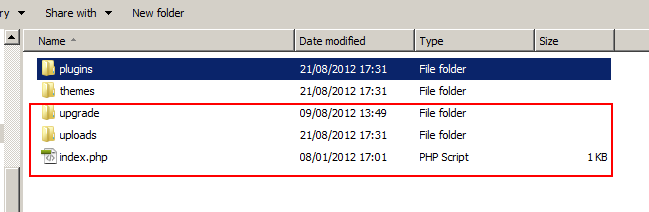 ry Share with New folder
Name Date modified Type Size
plugins 21/08/2012 17:31 File folder
themes 21/08/2012 17:31 File folder
upgrade 09/08/2012 13:49 File folder
uploads 21/08/2012 17:31 File folder
index.php 08/01/2012 17:01 PHP Script 1 KB